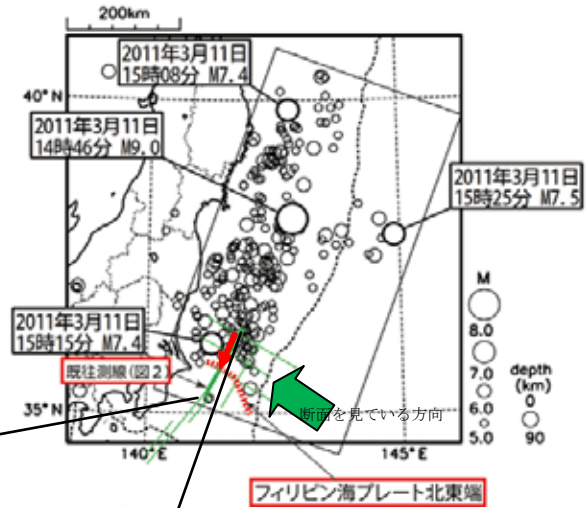 200km
2011年3月11日
15時08分 M7.4
40°N
2011年3月11日
14時46分 M9.0
2011年3月11日
15時25分 M7.5
M
8.0
7.0
6.0
5.0
depth
(km)
0
90
2011年3月11日
15時15分 M7.4
既往測線(図2)
35°N
断面を見ている方向
140°E
145°E
フィリピン海プレート北東端